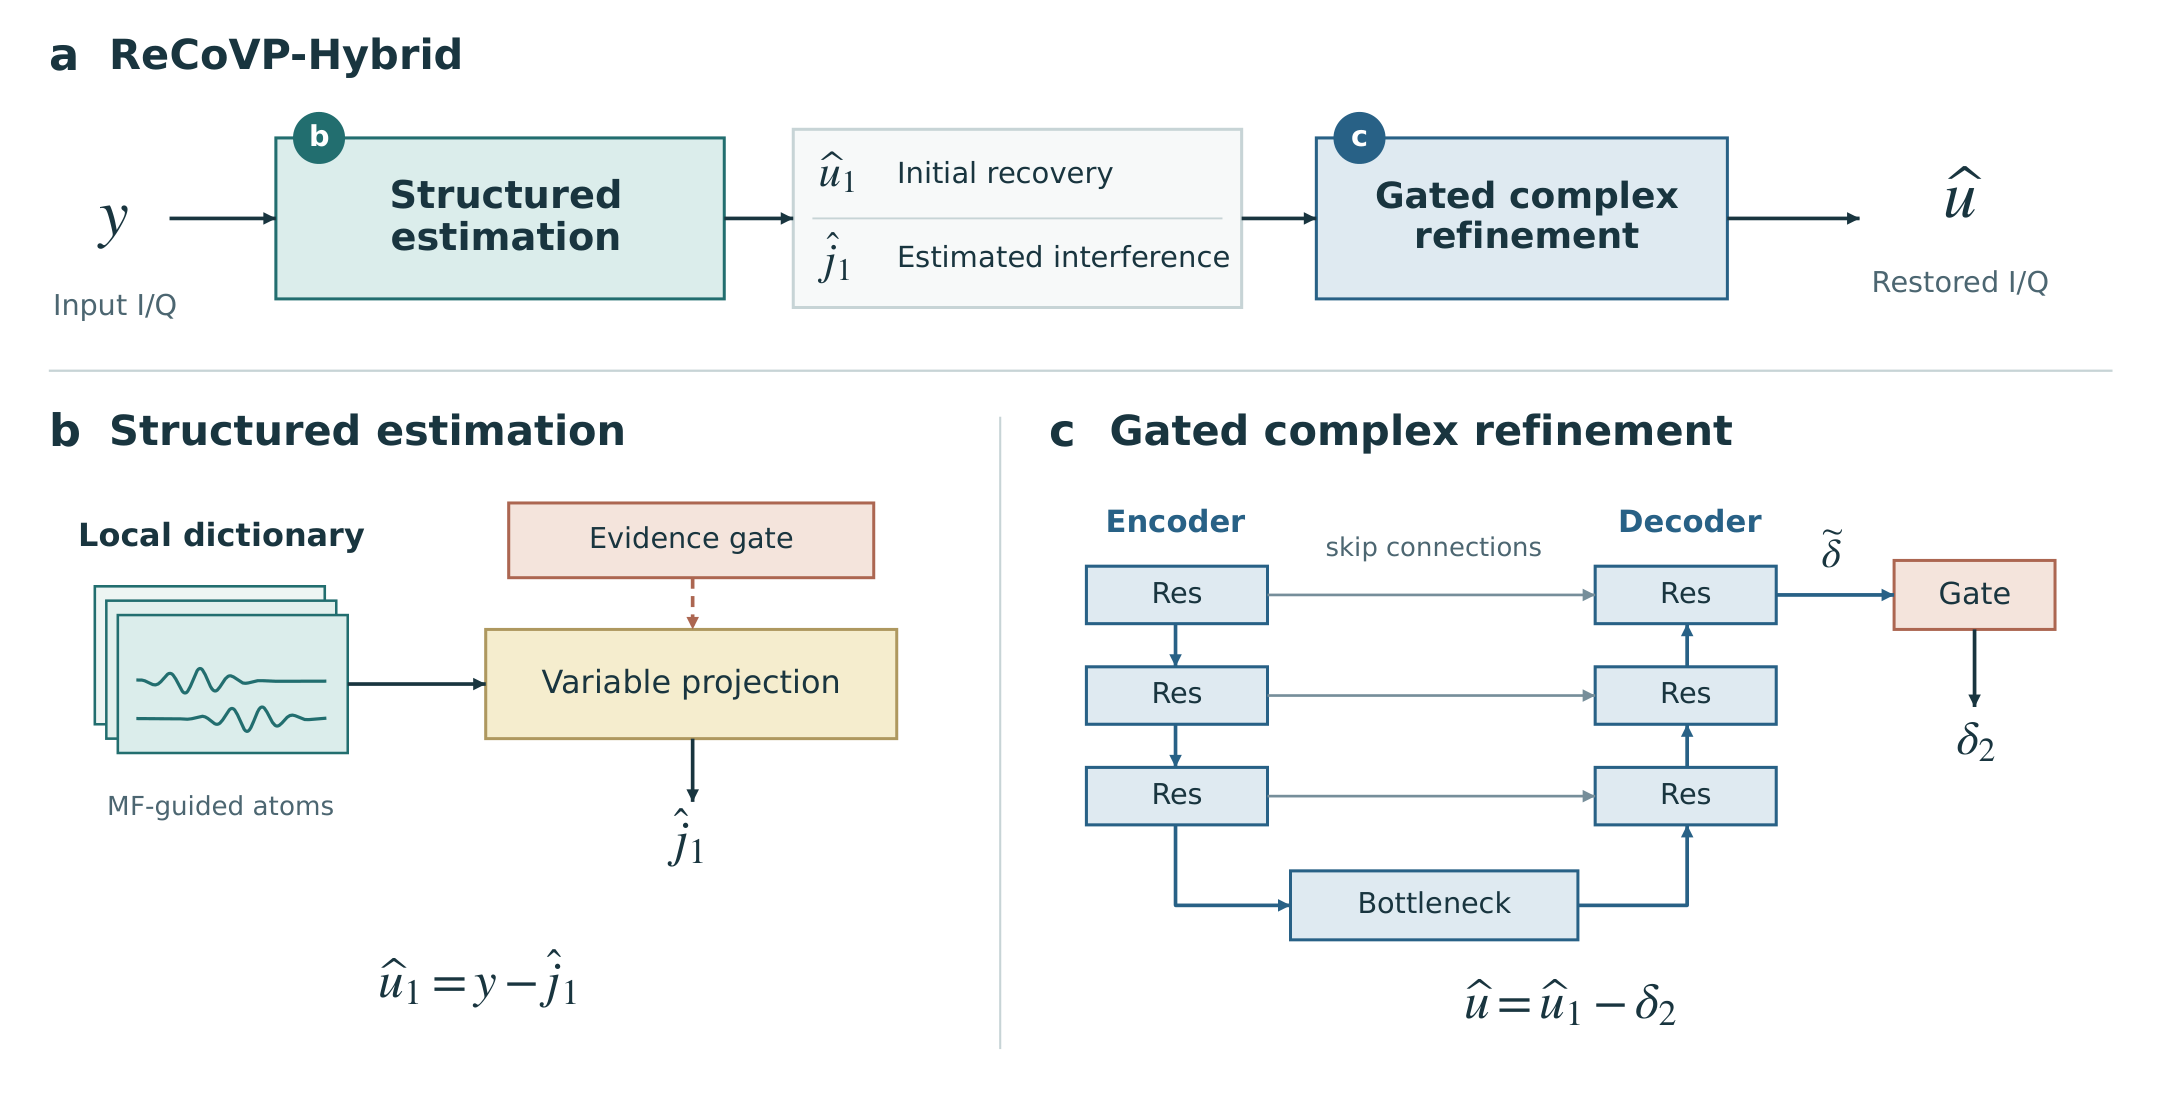 a ReCoVP-Hybrid
b
c
y
Input I/Q
Structured
estimation
û₁ Initial recovery
ĵ₁ Estimated interference
Gated complex
refinement
û
Restored I/Q
b Structured estimation
Local dictionary
MF-guided atoms
Evidence gate
Variable projection
ĵ₁
û₁ = y − ĵ₁
c Gated complex refinement
Encoder
skip connections
Decoder
δ̃
Res
Res
Gate
Res
Res
δ₂
Res
Res
Bottleneck
û = û₁ − δ₂